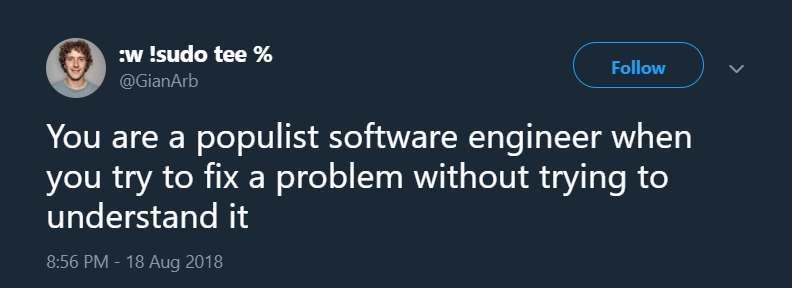 :w !sudo tee %
@GianArb
Follow
You are a populist software engineer when
you try to fix a problem without trying to
understand it
8:56 PM - 18 Aug 2018